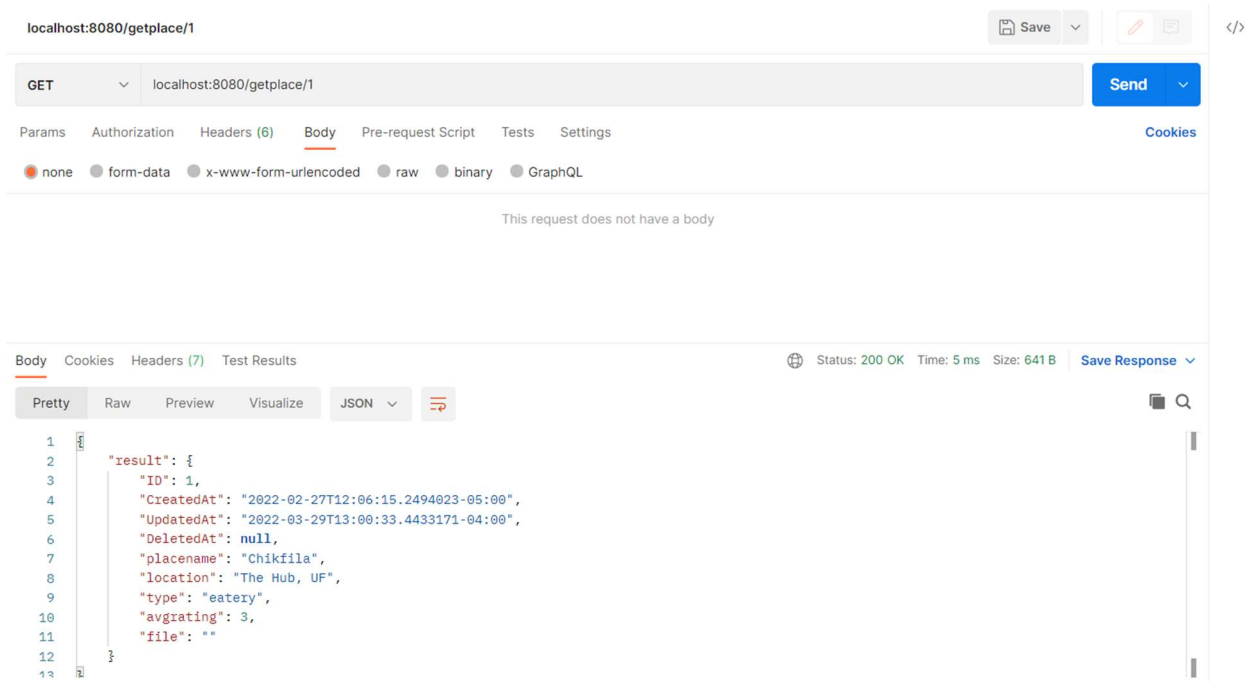 localhost:8080/getplace/1
Save
</>
GET localhost:8080/getplace/1 Send
Params Authorization Headers (6) Body Pre-request Script Tests Settings Cookies
none form-data x-www-form-urlencoded raw binary GraphQL
This request does not have a body
Body Cookies Headers (7) Test Results Status: 200 OK Time: 5 ms Size: 641 B Save Response
Pretty Raw Preview Visualize JSON
1 {
2 "result": {
3 "ID": 1,
4 "CreatedAt": "2022-02-27T12:06:15.2494023-05:00",
5 "UpdatedAt": "2022-03-29T13:00:33.4433171-04:00",
6 "DeletedAt": null,
7 "placename": "Chikfila",
8 "location": "The Hub, UF",
9 "type": "eatery",
10 "avgrating": 3,
11 "file": ""
12 }
13 }